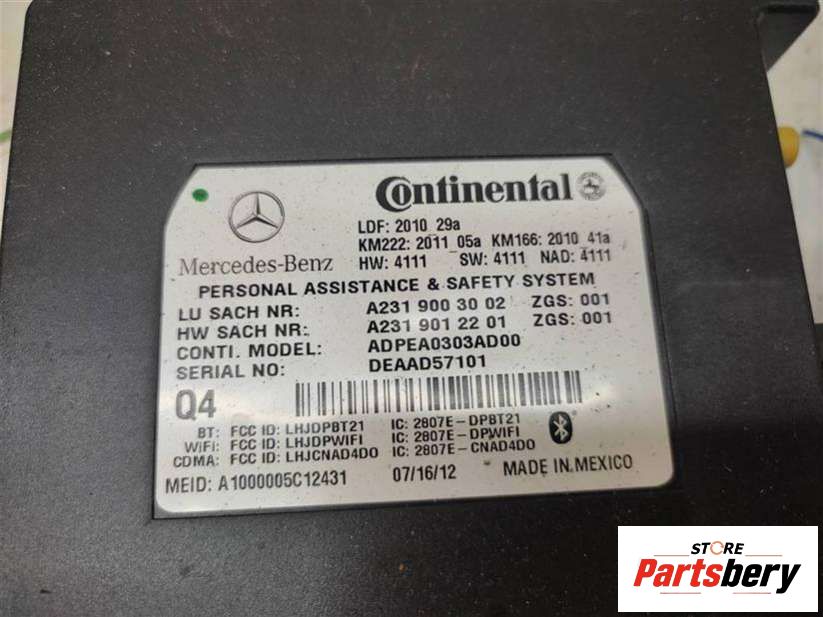 Continental
Mercedes-Benz
LDF: 2010_29a
KM222: 2011_05a KM166: 2010_41a
HW: 4111 SW: 4111 NAD: 4111
PERSONAL ASSISTANCE & SAFETY SYSTEM
LU SACH NR: A231 900 30 02 ZGS: 001
HW SACH NR: A231 901 22 01 ZGS: 001
CONTI. MODEL: ADPEA0303AD00
SERIAL NO: DEAAD57101
Q4
BT: FCC ID: LHJDPBT21 IC: 2807E-DPBT21
WiFi: FCC ID: LHJDPWIFI IC: 2807E-DPWIFI
CDMA: FCC ID: LHJCNAD4DO IC: 2807E-CNAD4DO
MEID: A1000005C12431 07/16/12 MADE IN MEXICO
STORE
Partsbery